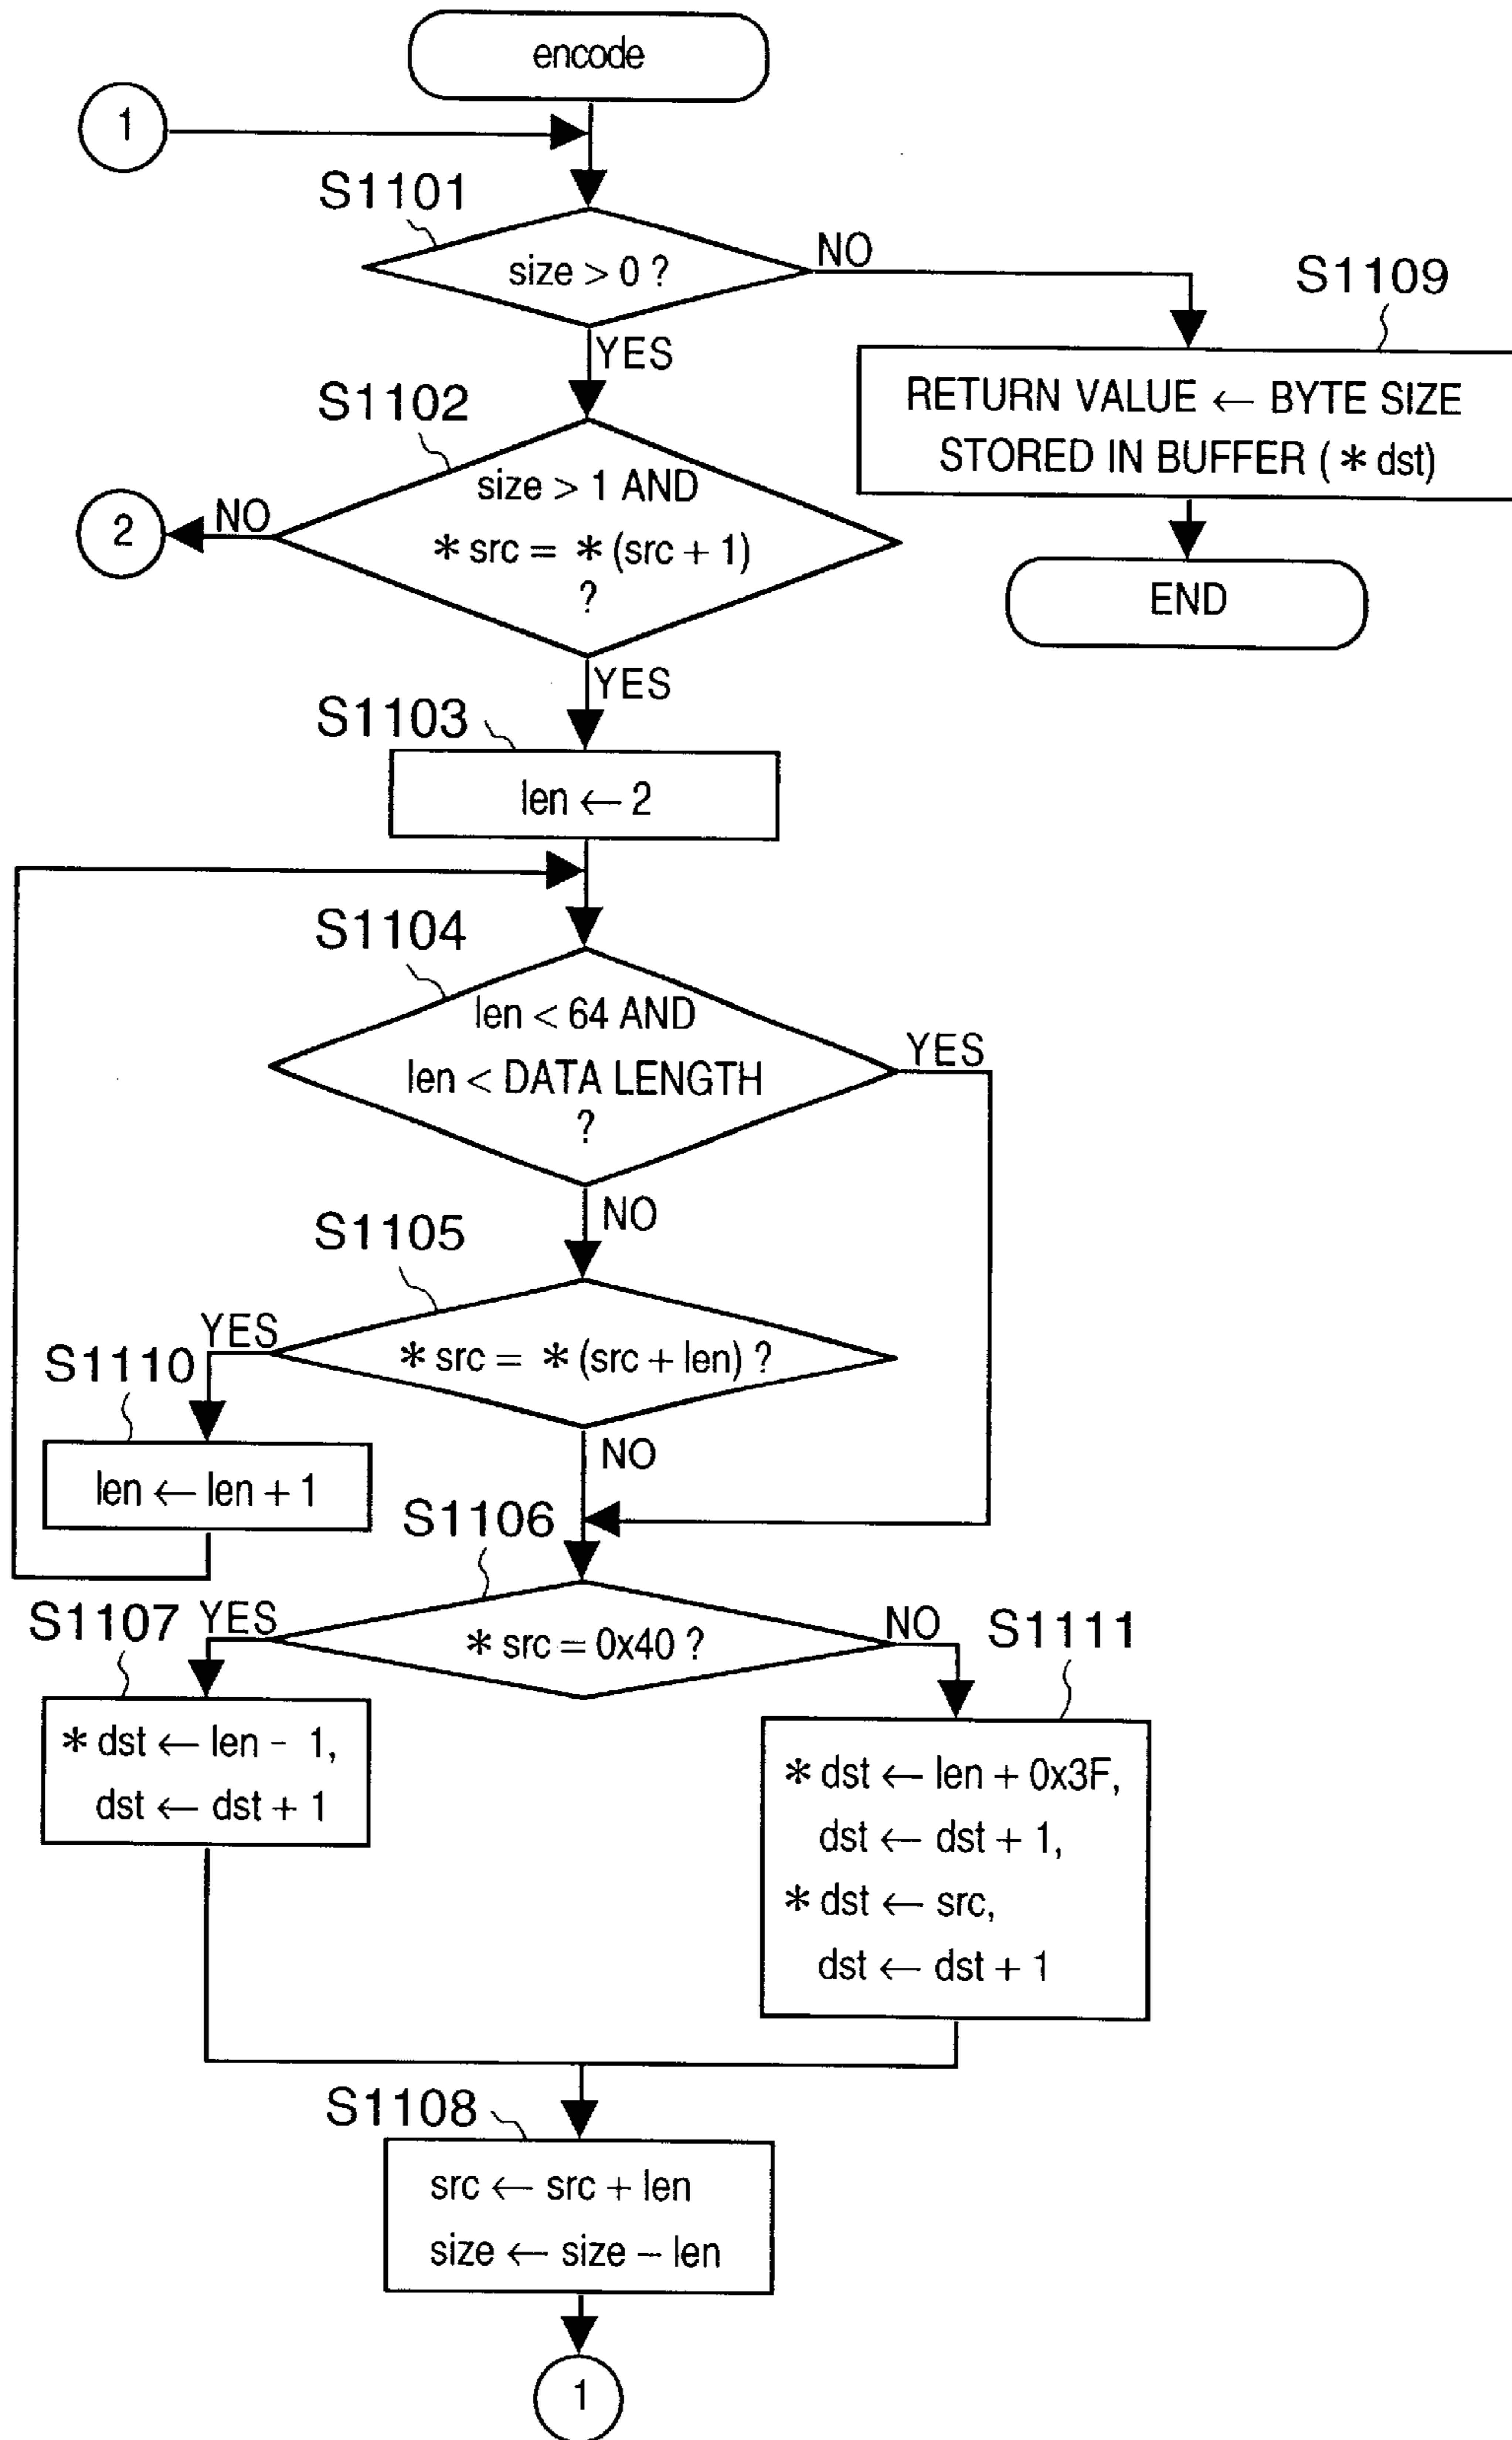 encode
1
S1101
size > 0 ?
NO
S1109
YES
RETURN VALUE ← BYTE SIZE
STORED IN BUFFER ( * dst)
S1102
size > 1 AND
* src = * (src + 1)
?
NO
2
END
YES
S1103
len ← 2
S1104
len < 64 AND
len < DATA LENGTH
?
YES
NO
S1105
* src = * (src + len) ?
YES
S1110
len ← len + 1
NO
S1106
* src = 0x40 ?
S1107
YES
NO
S1111
* dst ← len - 1,
dst ← dst + 1
* dst ← len + 0x3F,
dst ← dst + 1,
* dst ← src,
dst ← dst + 1
S1108
src ← src + len
size ← size – len
1